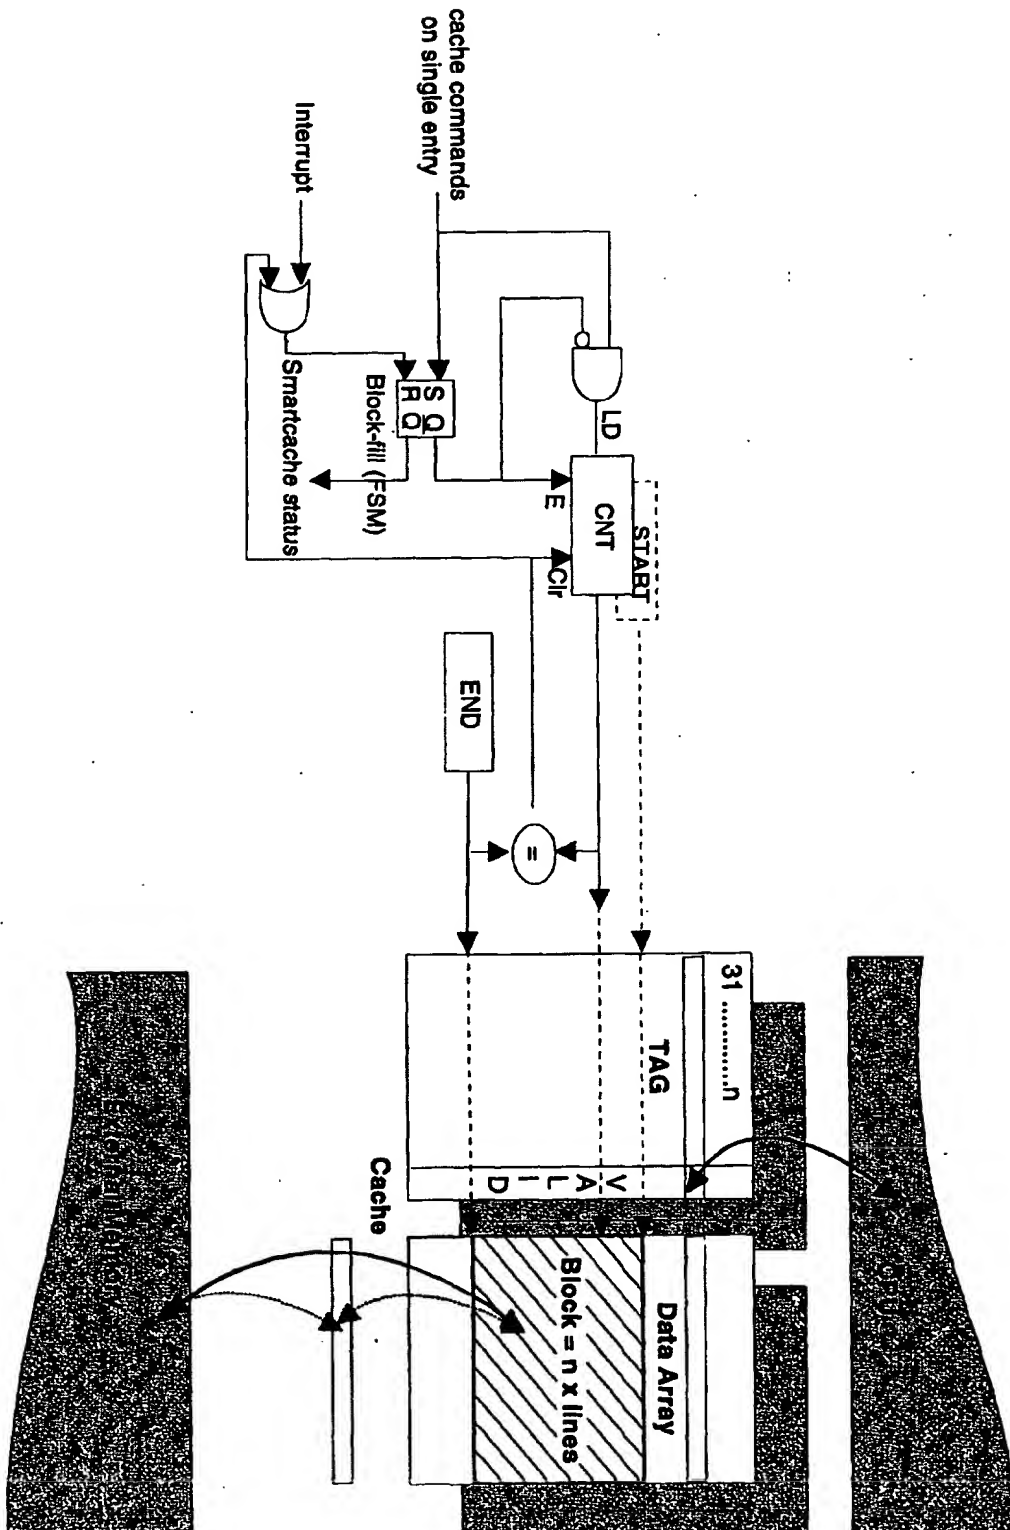 cache commands
on single entry
Interrupt
LD
START
CNT
E
Clr
S Q
R Q
Block-fill (FSM)
Smartcache status
END
=
31 ............n
TAG
VALID
Cache
Data Array
Block = n x lines